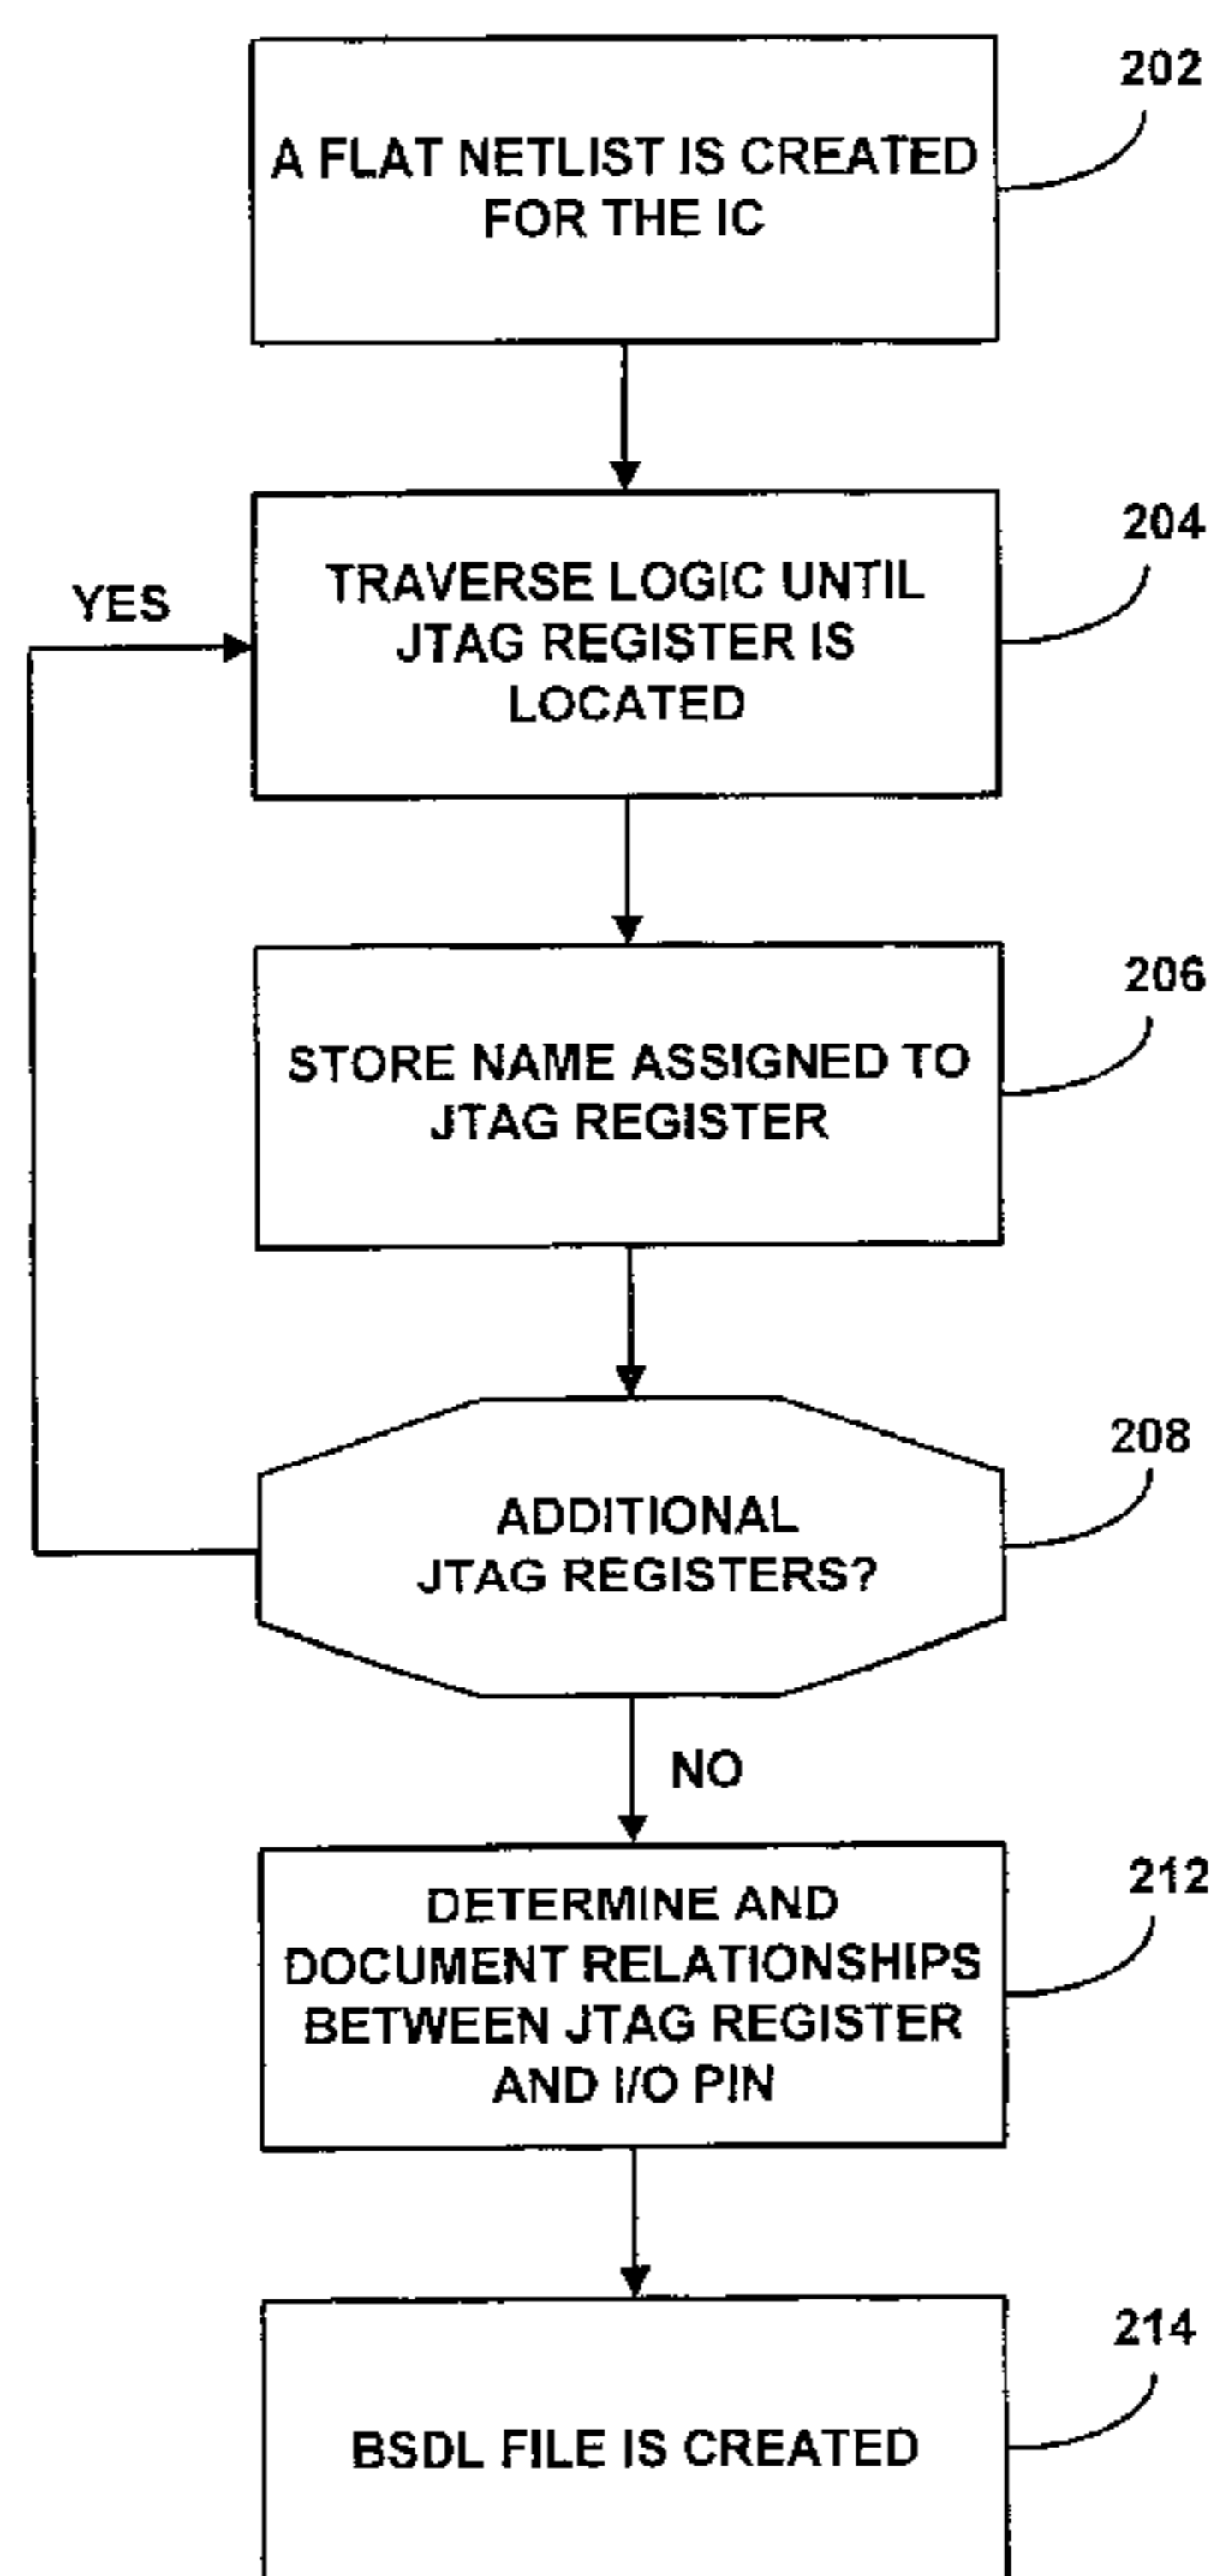 202
A FLAT NETLIST IS CREATED
FOR THE IC
204
YES
TRAVERSE LOGIC UNTIL
JTAG REGISTER IS
LOCATED
206
STORE NAME ASSIGNED TO
JTAG REGISTER
208
ADDITIONAL
JTAG REGISTERS?
NO
212
DETERMINE AND
DOCUMENT RELATIONSHIPS
BETWEEN JTAG REGISTER
AND I/O PIN
214
BSDL FILE IS CREATED